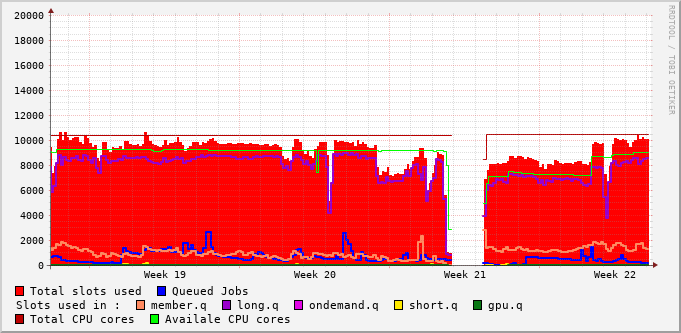 20000
18000
16000
14000
12000
10000
8000
6000
4000
2000
0
Week 19 Week 20 Week 21 Week 22
Total slots used Queued Jobs
Slots used in : member.q long.q ondemand.q short.q gpu.q
Total CPU cores Availale CPU cores
RRDTOOL / TOBI OETIKER